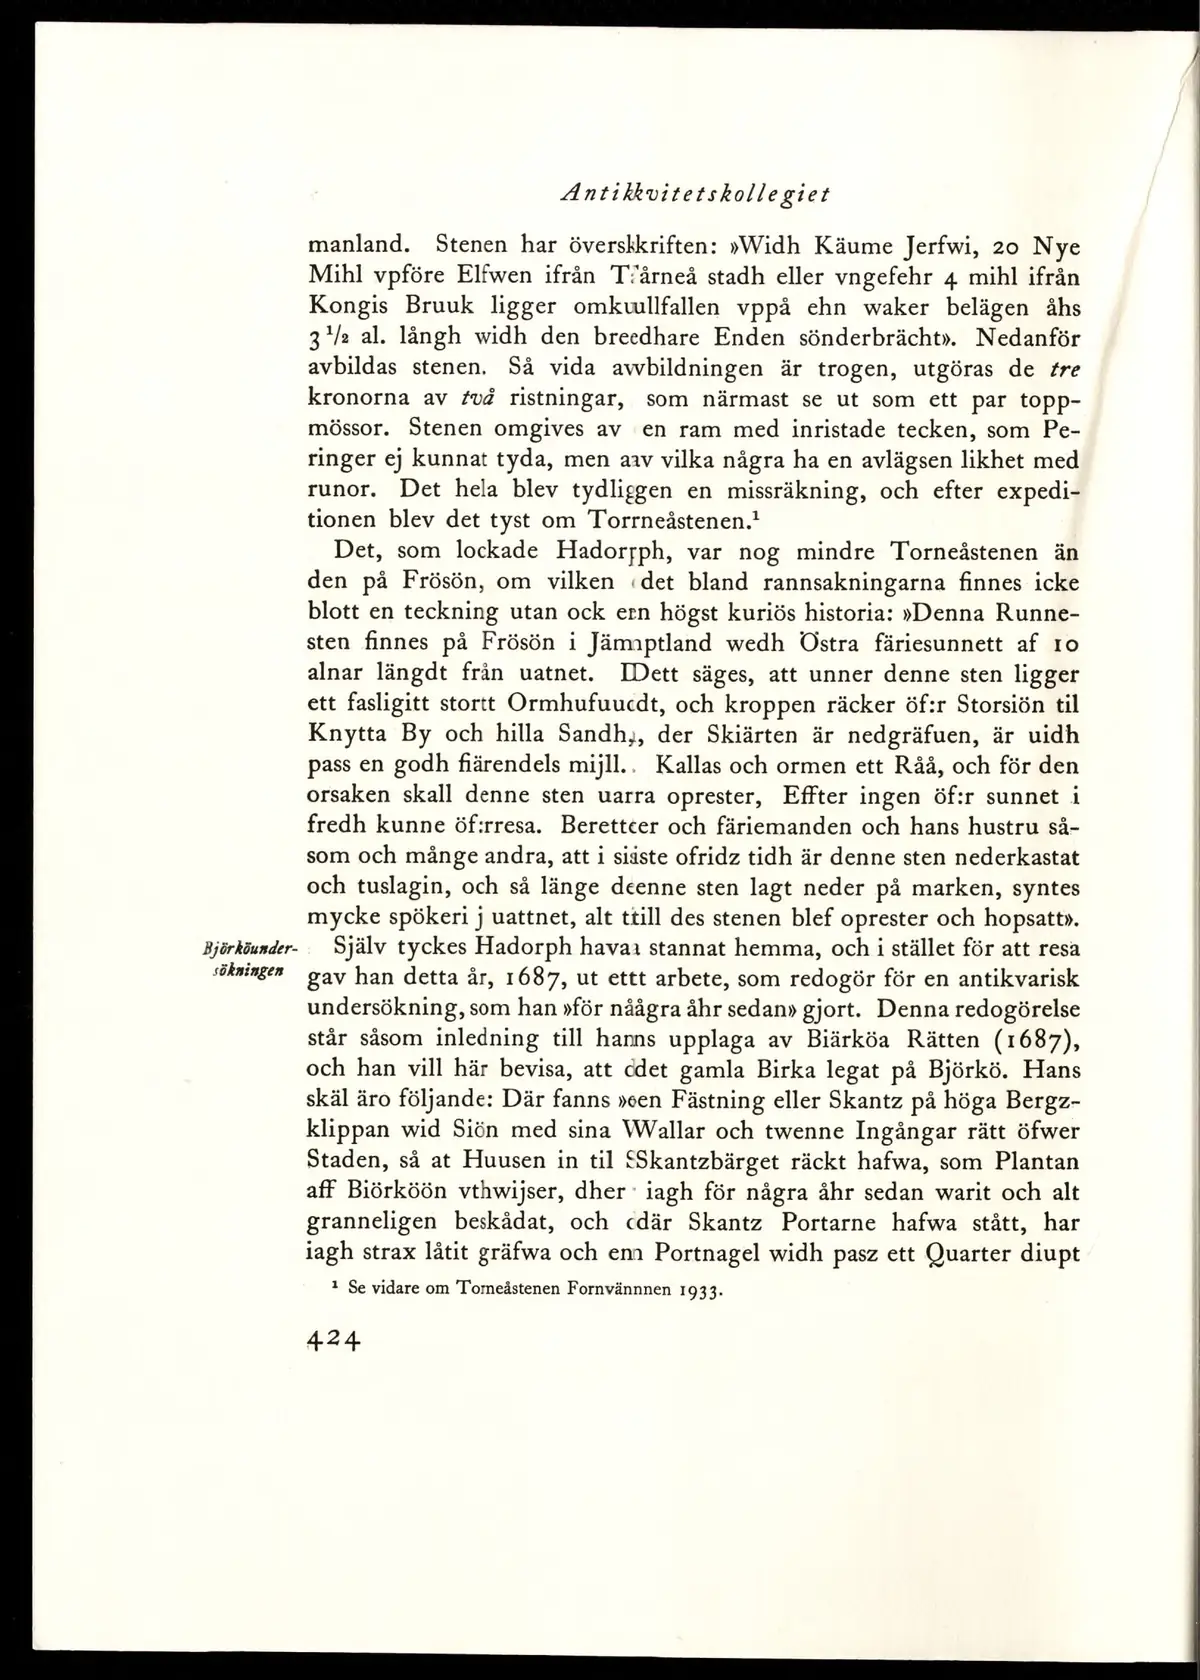 Antikvitetskollegiet
manland. Stenen har överskriften: »Widh Käume Jerfwi, 20 Nye
Mihl vpföre Elfwen ifrån Tårneå stadh eller vngefehr 4 mihl ifrån
Kongis Bruuk ligger omkullfallen vppå ehn waker belägen åhs
3 1/2 al. långh widh den breedhare Enden sönderbrächt». Nedanför
avbildas stenen. Så vida avbildningen är trogen, utgöras de tre
kronorna av två ristningar, som närmast se ut som ett par topp-
mössor. Stenen omgives av en ram med inristade tecken, som Pe-
ringer ej kunnat tyda, men av vilka några ha en avlägsen likhet med
runor. Det hela blev tydligen en missräkning, och efter expedi-
tionen blev det tyst om Torneåstenen.¹
Det, som lockade Hadorph, var nog mindre Torneåstenen än
den på Frösön, om vilken det bland rannsakningarna finnes icke
blott en teckning utan ock en högst kuriös historia: »Denna Runne-
sten finnes på Frösön i Jämptland wedh Östra färiesunnett af 10
alnar längdt från uatnet. Dett säges, att unner denne sten ligger
ett fasligitt stortt Ormhufuudt, och kroppen räcker öf:r Storsiön til
Knytta By och hilla Sandh, der Skiärten är nedgräfuen, är uidh
pass en godh fiärendels mijll. Kallas och ormen ett Råå, och för den
orsaken skall denne sten uarra oprester, Effter ingen öf:r sunnet i
fredh kunne öf:rresa. Beretter och färiemanden och hans hustru så-
som och månge andra, att i siäste ofridz tidh är denne sten nederkastat
och tuslagin, och så länge denne sten lagt neder på marken, syntes
mycke spökeri j uattnet, alt till des stenen blef oprester och hopsatt».
Björköunder-
sökningen
Själv tyckes Hadorph hava stannat hemma, och i stället för att resa
gav han detta år, 1687, ut ett arbete, som redogör för en antikvarisk
undersökning, som han »för några åhr sedan» gjort. Denna redogörelse
står såsom inledning till hans upplaga av Biärköa Rätten (1687),
och han vill här bevisa, att det gamla Birka legat på Björkö. Hans
skäl äro följande: Där fanns »en Fästning eller Skantz på höga Bergz-
klippan wid Siön med sina Wallar och twenne Ingångar rätt öfwer
Staden, så at Huusen in til Skantzbärget räckt hafwa, som Plantan
aff Biörköön vthwijser, dher iagh för några åhr sedan warit och alt
granneligen beskådat, och där Skantz Portarne hafwa stått, har
iagh strax låtit gräfwa och en Portnagel widh pasz ett Quarter diupt
¹ Se vidare om Torneåstenen Fornvännen 1933.
424